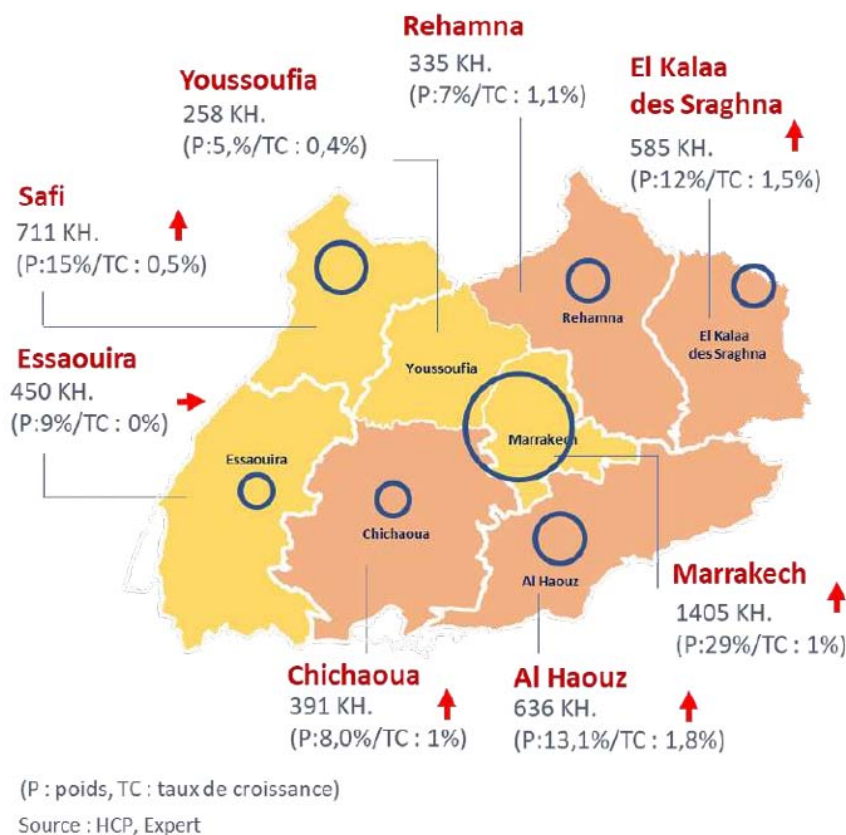 Rehamna
335 KH.
(P:7%/TC : 1,1%)
Youssoufia
258 KH.
(P:5,%/TC : 0,4%)
El Kalaa
des Sraghna
585 KH.
(P:12%/TC : 1,5%)
Safi
711 KH.
(P:15%/TC : 0,5%)
Essaouira
450 KH.
(P:9%/TC : 0%)
Rehamna
El Kalaa
des Sraghna
Youssoufia
Marrakech
Essaouira
Chichaoua
Al Haouz
Marrakech
1405 KH.
(P:29%/TC : 1%)
Chichaoua
391 KH.
(P:8,0%/TC : 1%)
Al Haouz
636 KH.
(P:13,1%/TC : 1,8%)
(P : poids, TC : taux de croissance)
Source : HCP, Expert